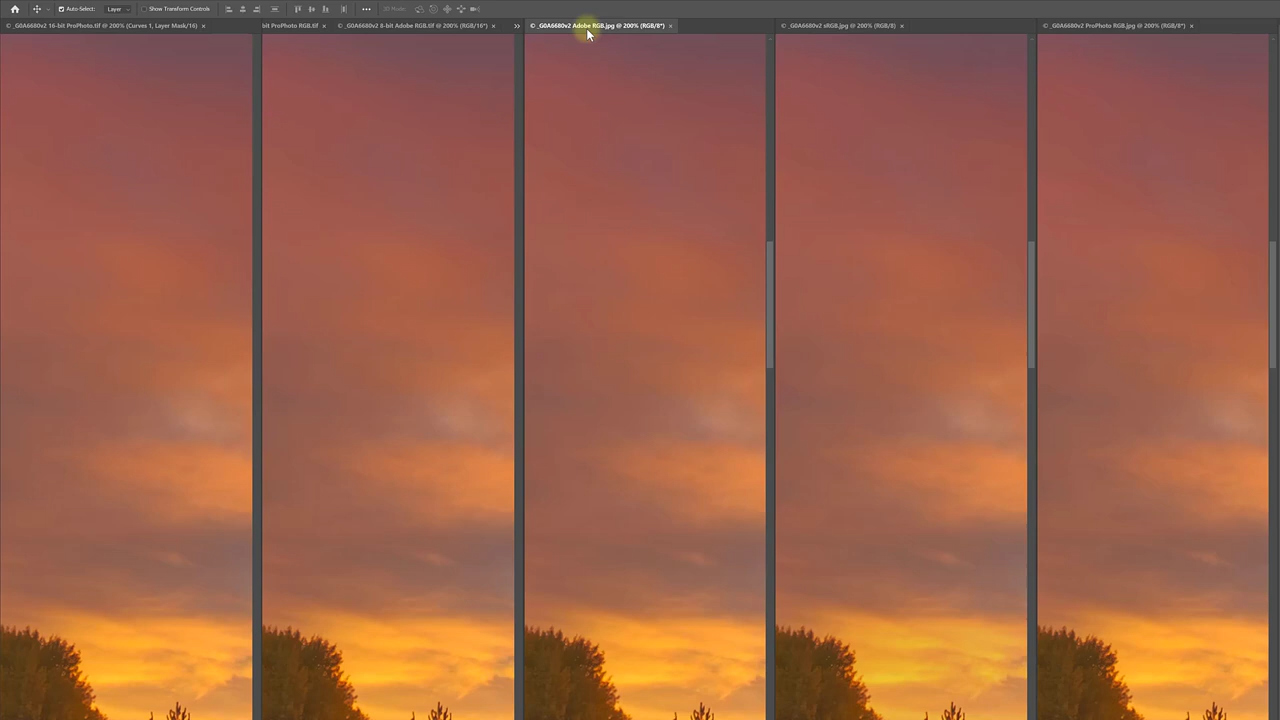 Auto-Select: Layer Show Transform Controls ••• 3D Mode:
_G0A6680v2 16-bit ProPhoto.tif @ 200% (Curves 1, Layer Mask/16) ×
bit ProPhoto RGB.tif ×
_G0A6680v2 8-bit Adobe RGB.tif @ 200% (RGB/16*) × »
© _G0A6680v2 Adobe RGB.jpg @ 200% (RGB/8*) ×
© _G0A6680v2 sRGB.jpg @ 200% (RGB/8) ×
© _G0A6680v2 ProPhoto RGB.jpg @ 200% (RGB/8*) ×